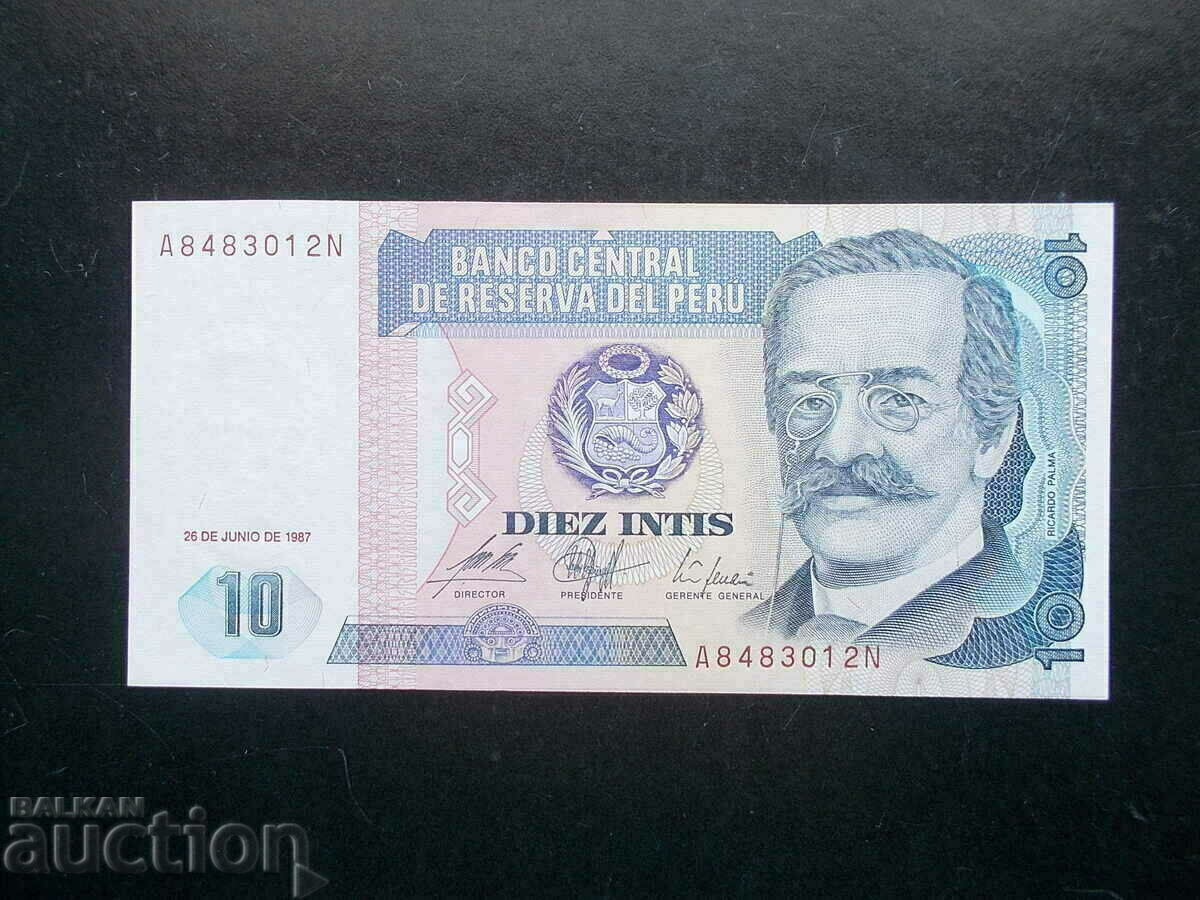 A8483012N
BANCO CENTRAL
DE RESERVA DEL PERU
10
DIEZ INTIS
RICARDO PALMA
26 DE JUNIO DE 1987
10
DIRECTOR
PRESIDENTE
GERENTE GENERAL
A8483012N
10
BALKAN
auction